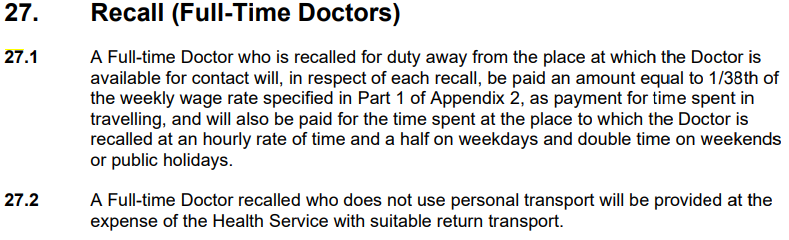 27. Recall (Full-Time Doctors)
27.1 A Full-time Doctor who is recalled for duty away from the place at which the Doctor is
available for contact will, in respect of each recall, be paid an amount equal to 1/38th of
the weekly wage rate specified in Part 1 of Appendix 2, as payment for time spent in
travelling, and will also be paid for the time spent at the place to which the Doctor is
recalled at an hourly rate of time and a half on weekdays and double time on weekends
or public holidays.
27.2 A Full-time Doctor recalled who does not use personal transport will be provided at the
expense of the Health Service with suitable return transport.